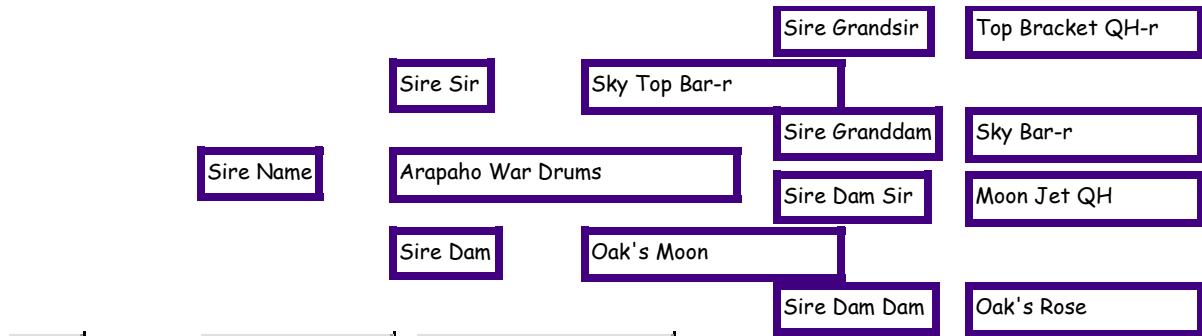 Sire Grandsir Top Bracket QH-r
Sire Sir Sky Top Bar-r
Sire Granddam Sky Bar-r
Sire Name Arapaho War Drums
Sire Dam Sir Moon Jet QH
Sire Dam Oak's Moon
Sire Dam Dam Oak's Rose